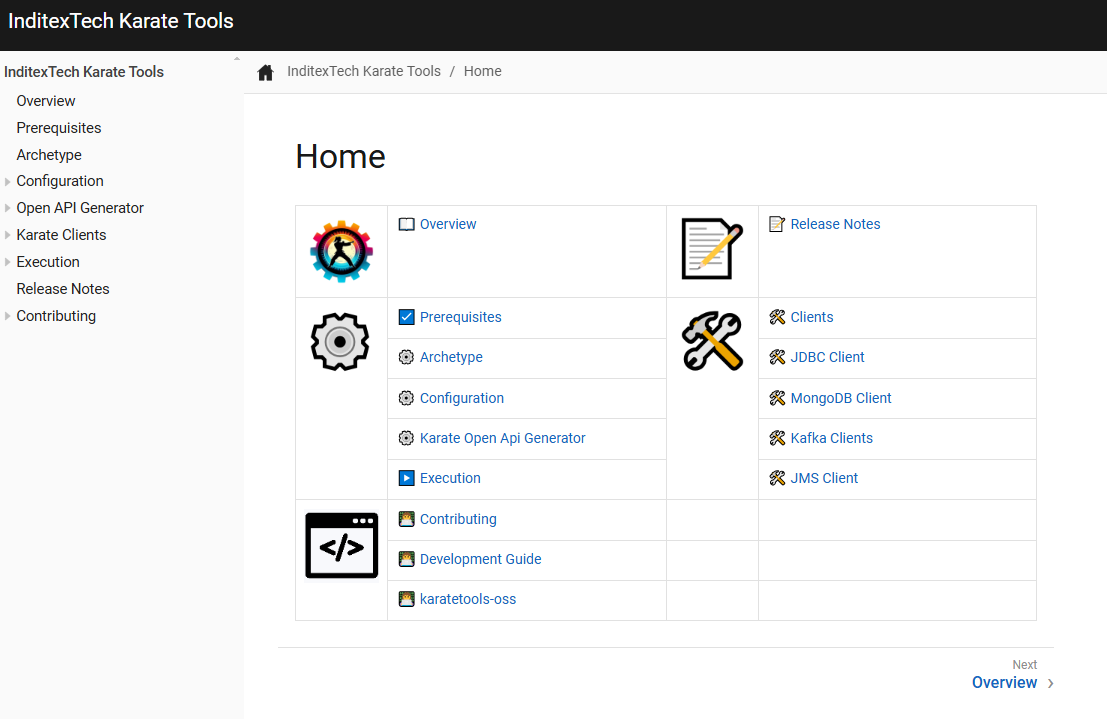 InditexTech Karate Tools
InditexTech Karate Tools
Overview
Prerequisites
Archetype
Configuration
Open API Generator
Karate Clients
Execution
Release Notes
Contributing
InditexTech Karate Tools / Home
Home
Overview
Release Notes
Prerequisites
Clients
Archetype
JDBC Client
Configuration
MongoDB Client
Karate Open Api Generator
Kafka Clients
Execution
JMS Client
</>
Contributing
Development Guide
karatetools-oss
Next
Overview